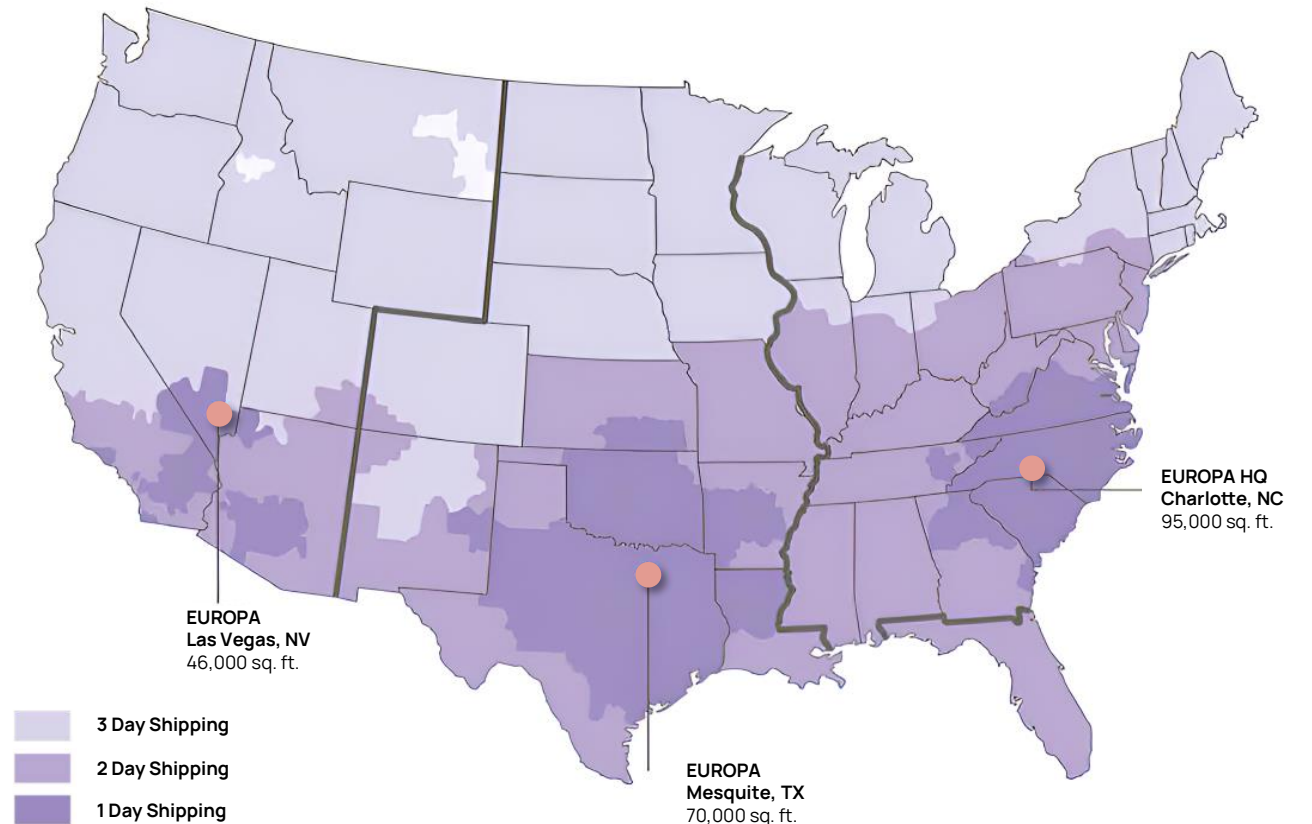 EUROPA HQ
Charlotte, NC
95,000 sq. ft.
EUROPA
Las Vegas, NV
46,000 sq. ft.
3 Day Shipping
2 Day Shipping
1 Day Shipping
EUROPA
Mesquite, TX
70,000 sq. ft.